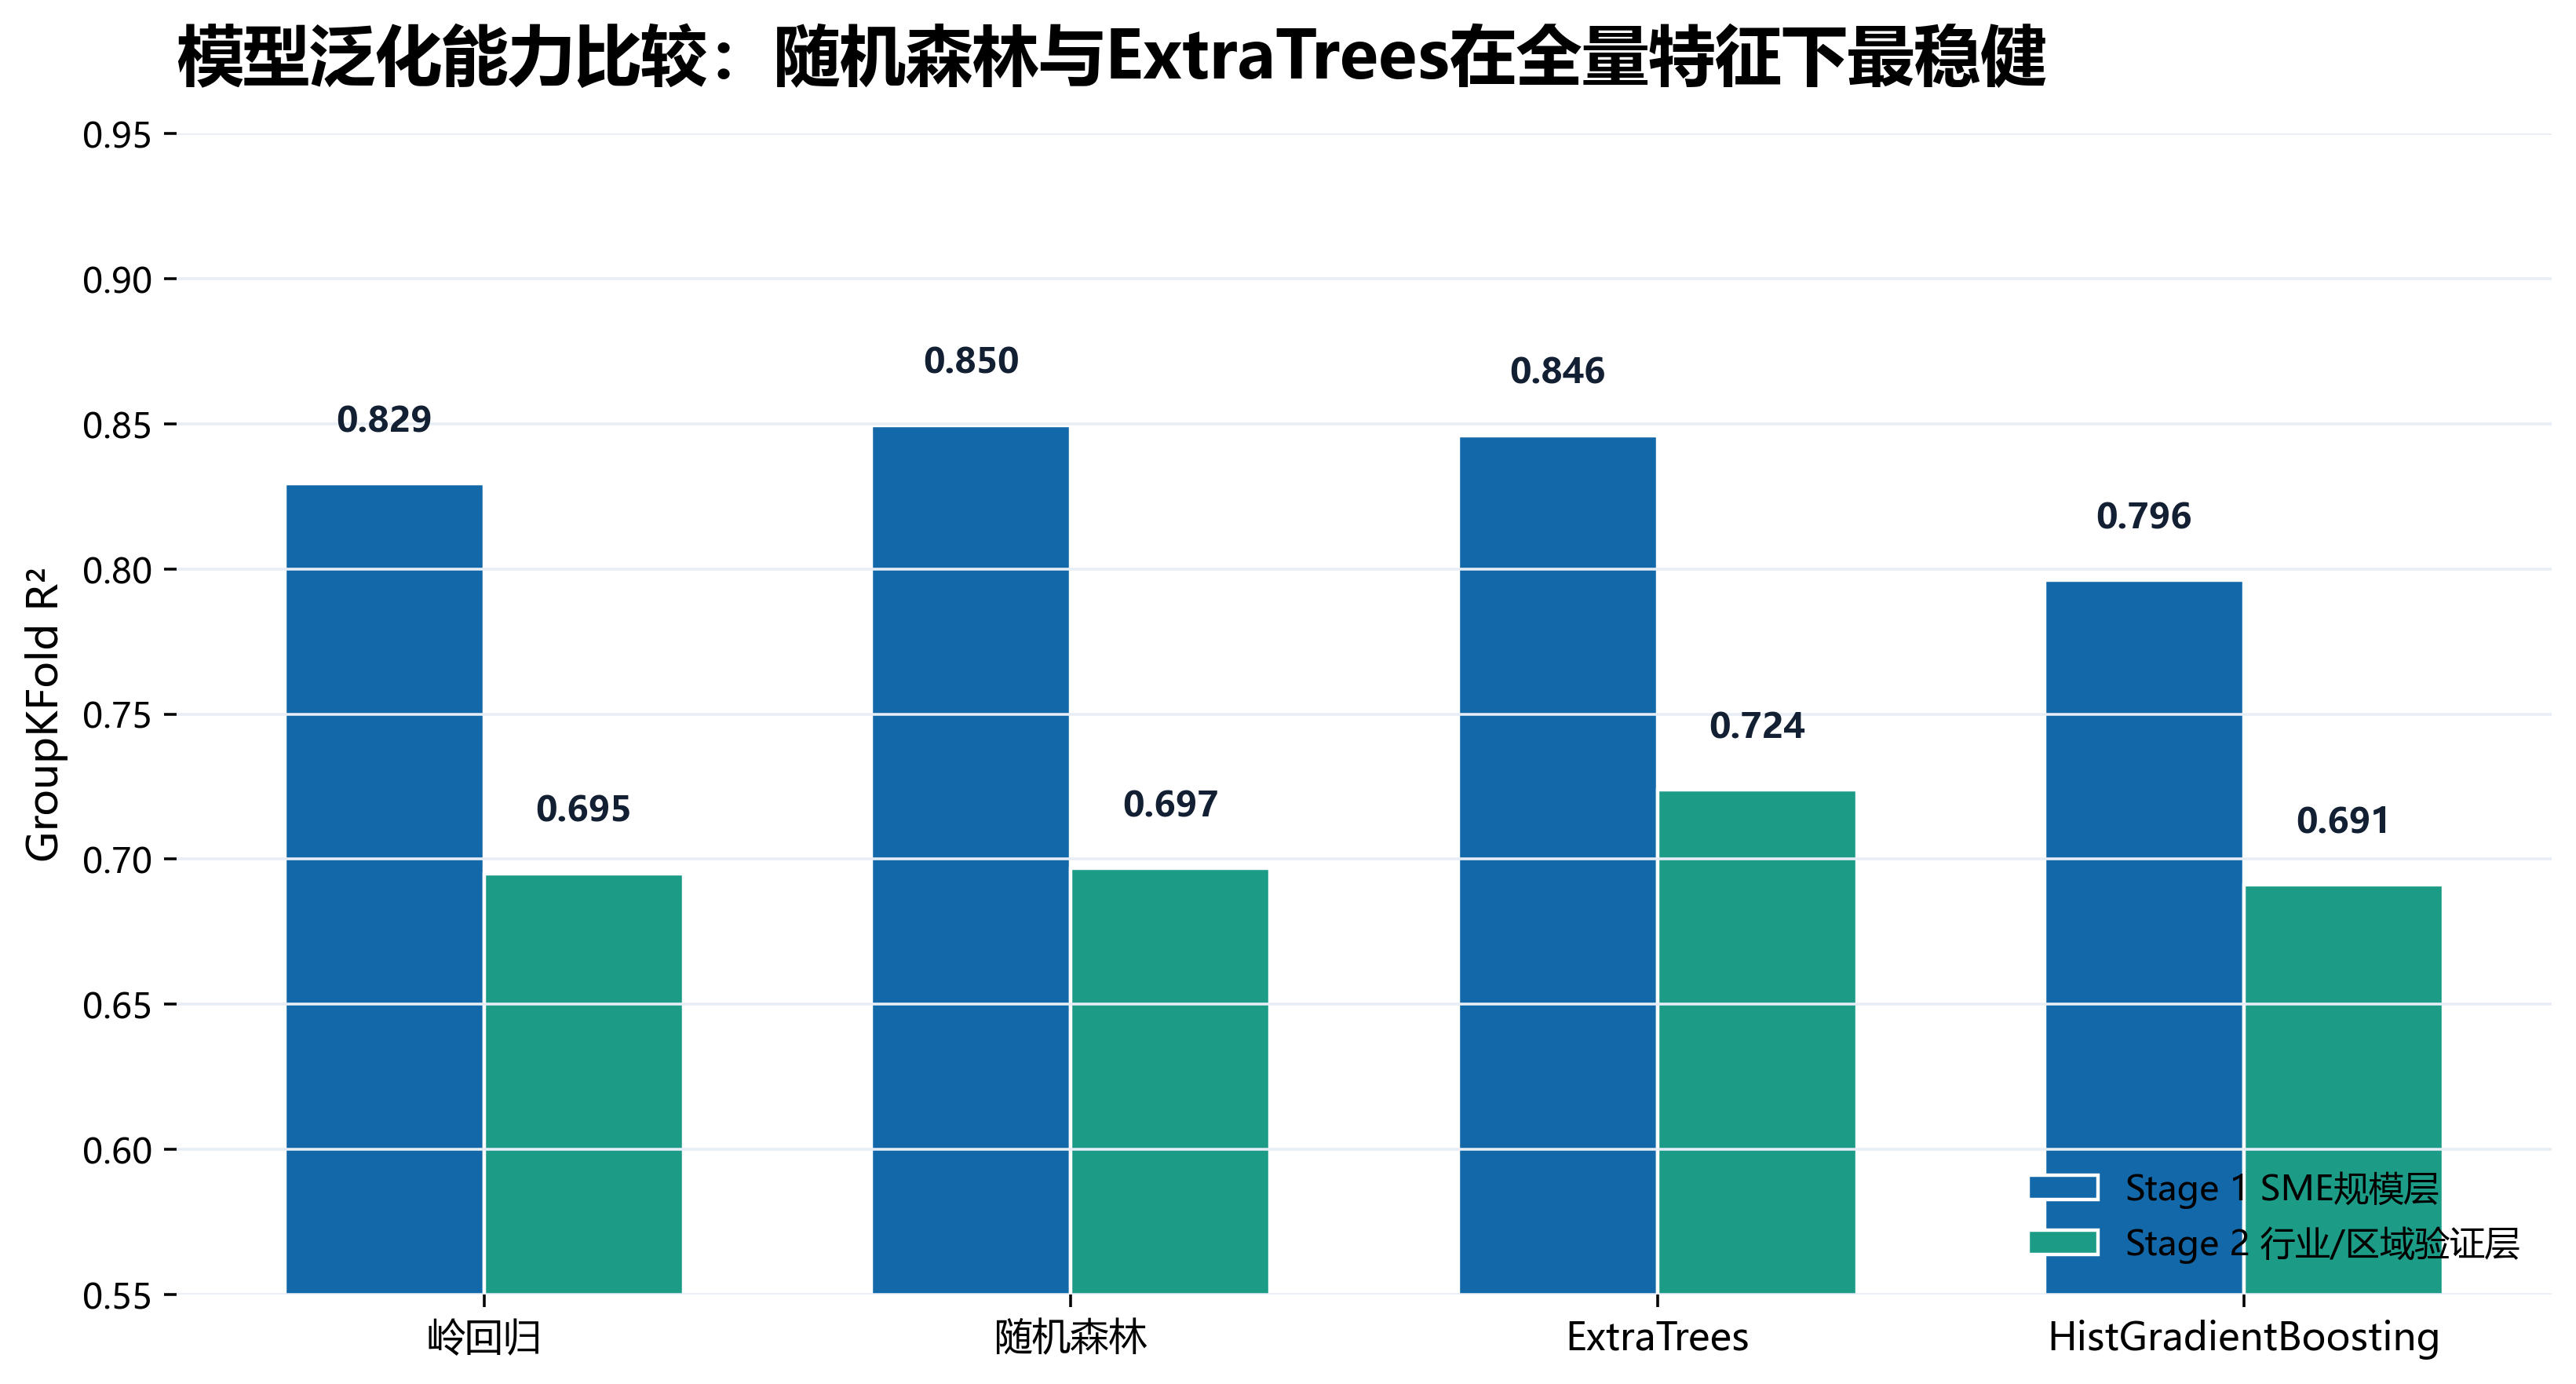 模型泛化能力比较：随机森林与ExtraTrees在全量特征下最稳健
GroupKFold R²
0.95
0.90
0.85
0.80
0.75
0.70
0.65
0.60
0.55
0.829
0.695
0.850
0.697
0.846
0.724
0.796
0.691
Stage 1 SME规模层
Stage 2 行业/区域验证层
岭回归
随机森林
ExtraTrees
HistGradientBoosting